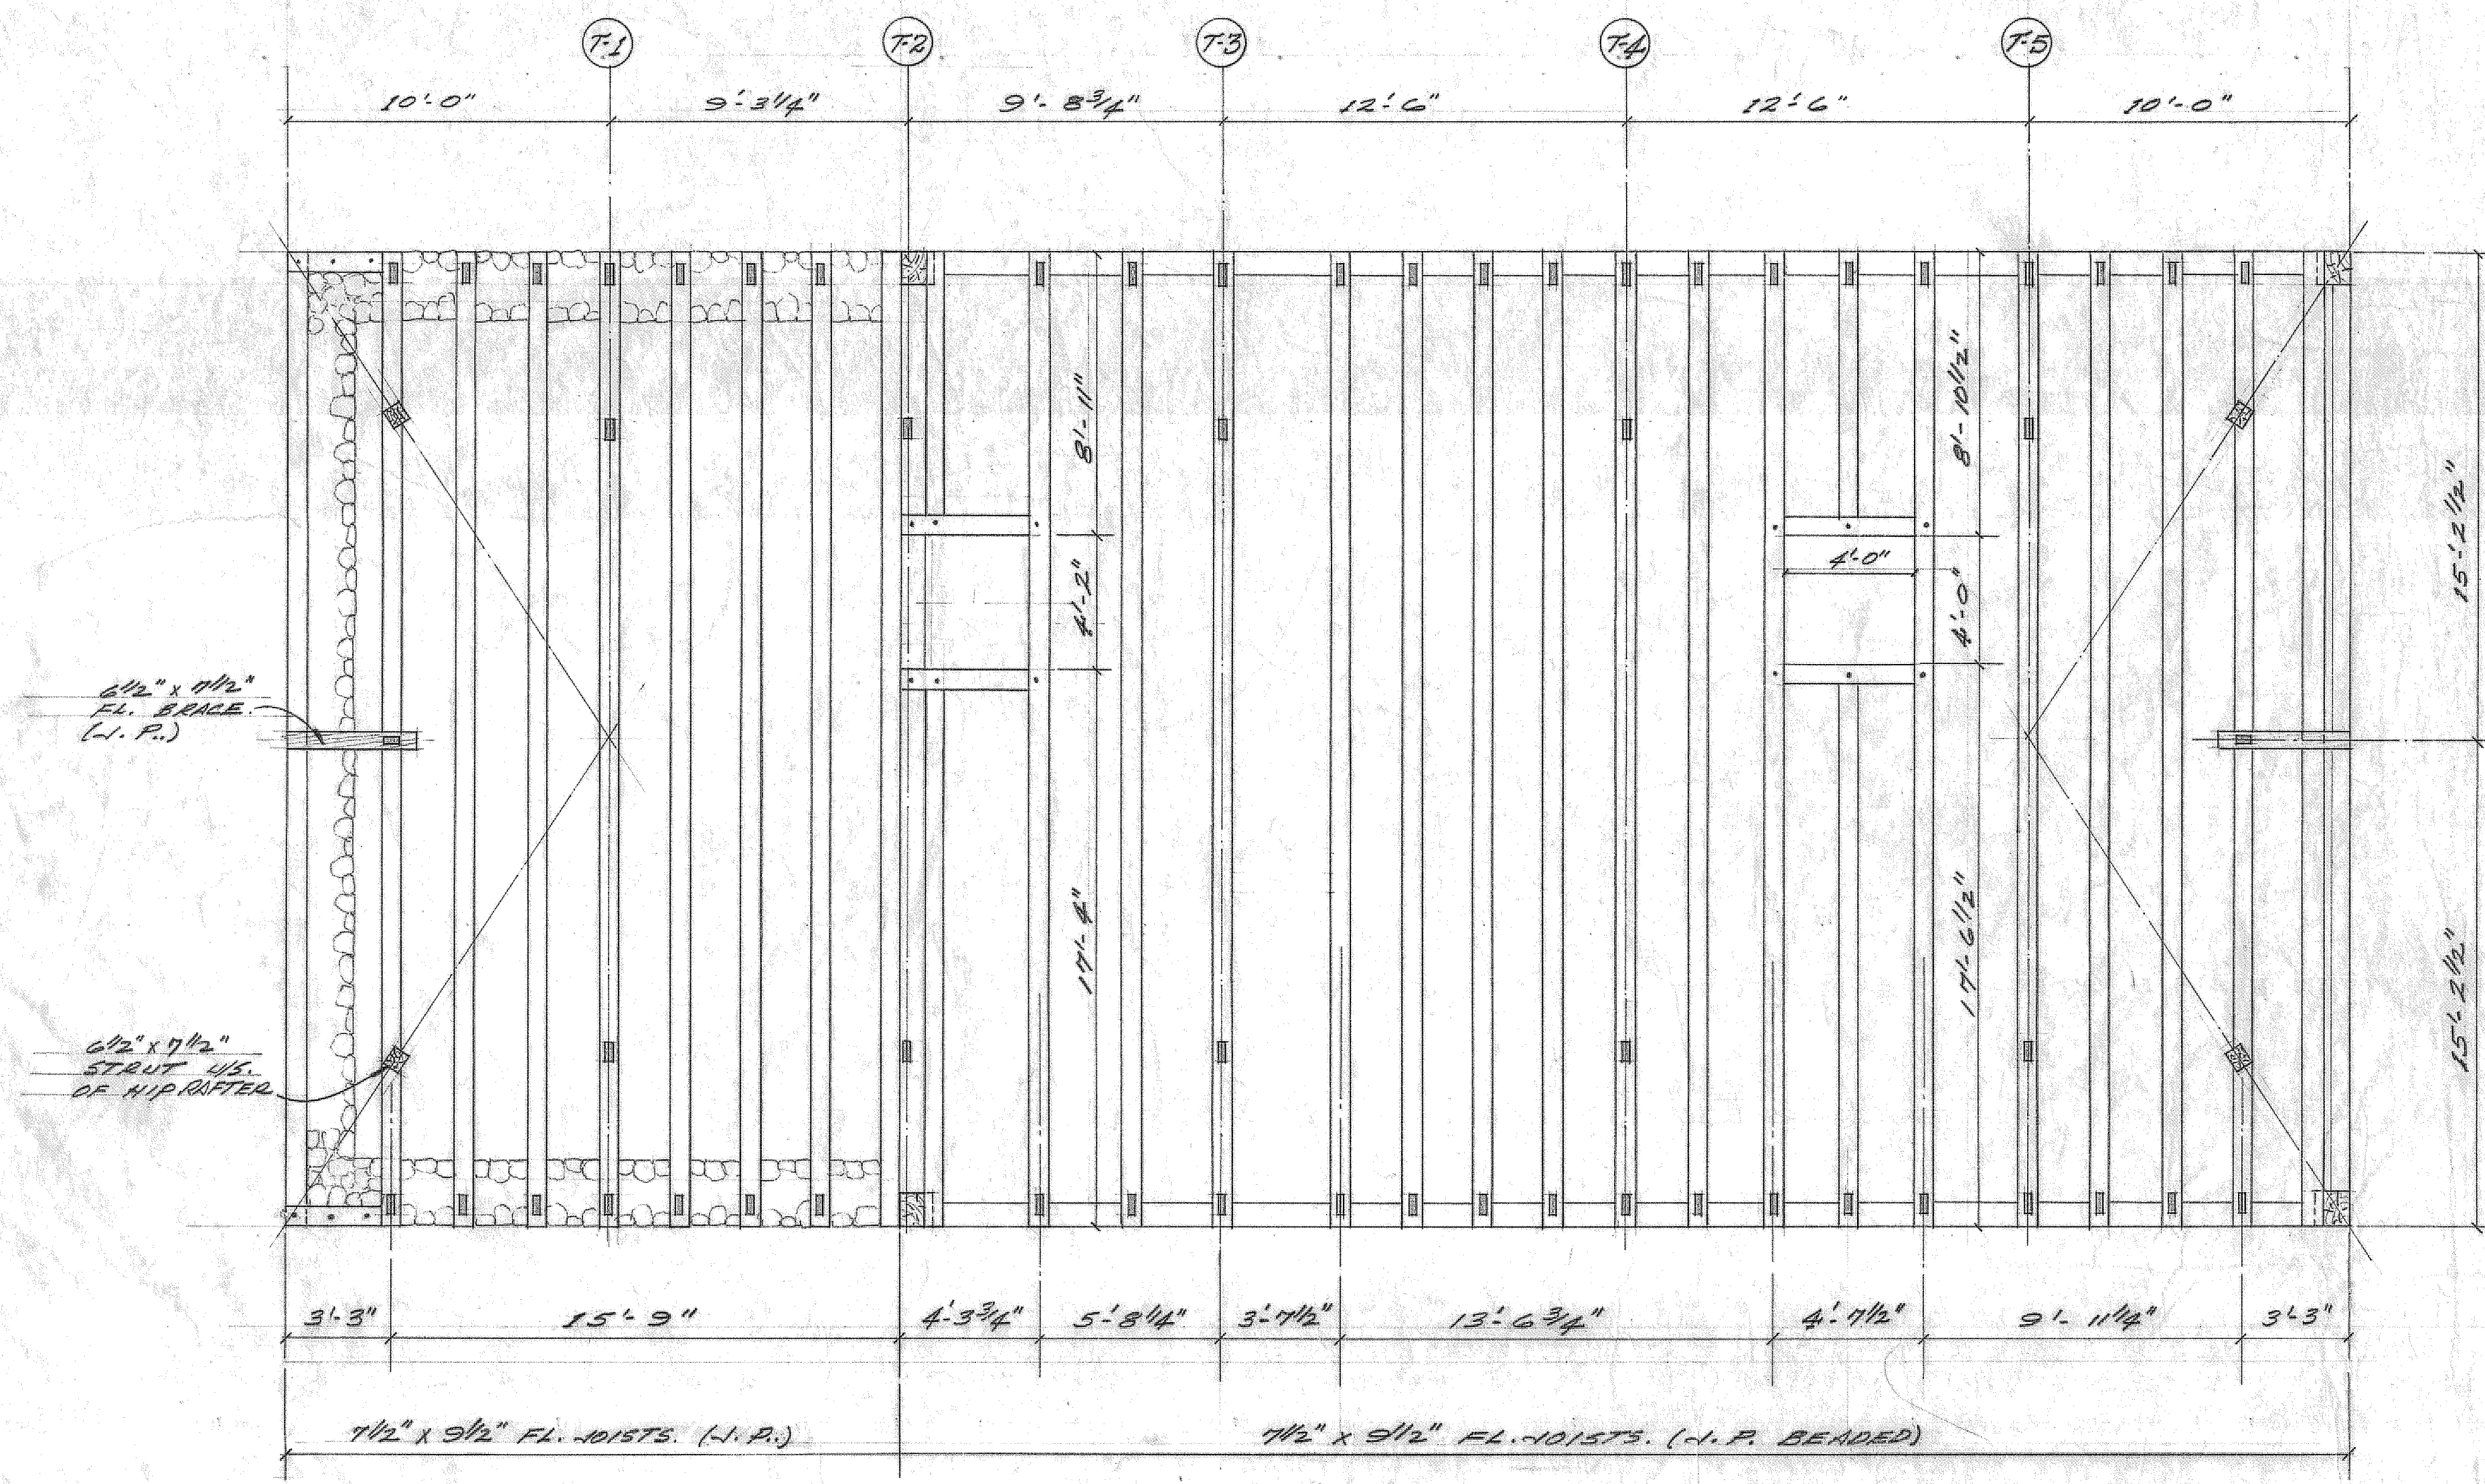 T-1 T-2 T-3 T-4 T-5
10'-0" 9'-3 1/4" 9'-8 3/4" 12'-6" 12'-6" 10'-0"
8'-11"
8'-10 1/2"
15'-2 1/2"
4'-0"
4'-2"
4'-0"
6 1/2" x 7 1/2"
FL. BRACE.
(J. P..)
17'-4"
17'-6 1/2"
15'-2 1/2"
6 1/2" x 7 1/2"
STRUT U/S.
OF HIP RAFTER
3'-3" 15'-9" 4'-3 3/4" 5'-8 1/4" 3'-7 1/2" 13'-6 3/4" 4'-7 1/2" 9'-11 1/4" 3'-3"
7 1/2" x 9 1/2" FL. JOISTS. (J. P..) 7 1/2" x 9 1/2" FL. JOISTS. (J. P. BEADED)